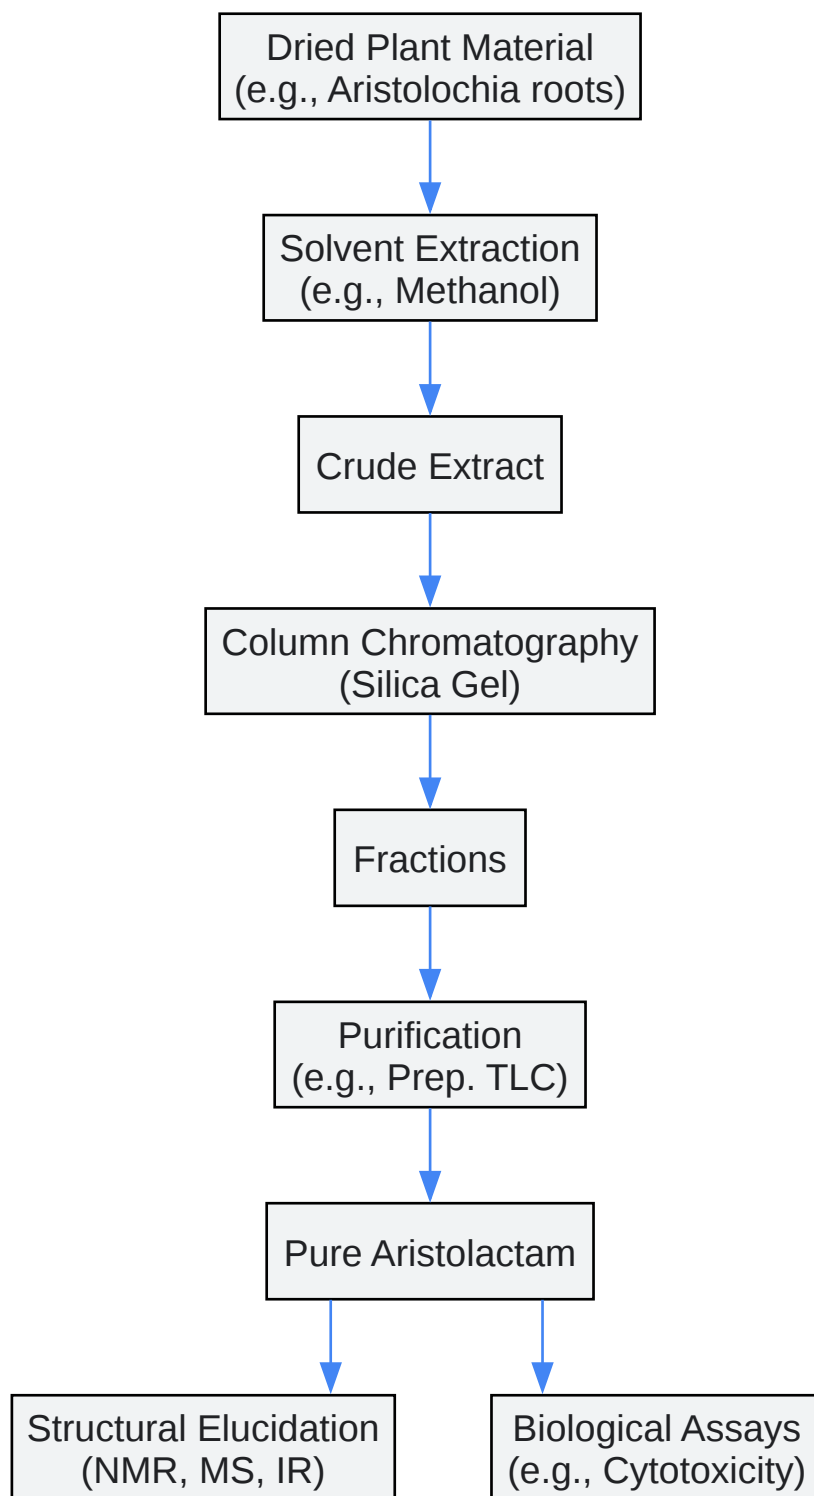 Dried Plant Material
(e.g., Aristolochia roots)
Solvent Extraction
(e.g., Methanol)
Crude Extract
Column Chromatography
(Silica Gel)
Fractions
Purification
(e.g., Prep. TLC)
Pure Aristolactam
Structural Elucidation
(NMR, MS, IR)
Biological Assays
(e.g., Cytotoxicity)